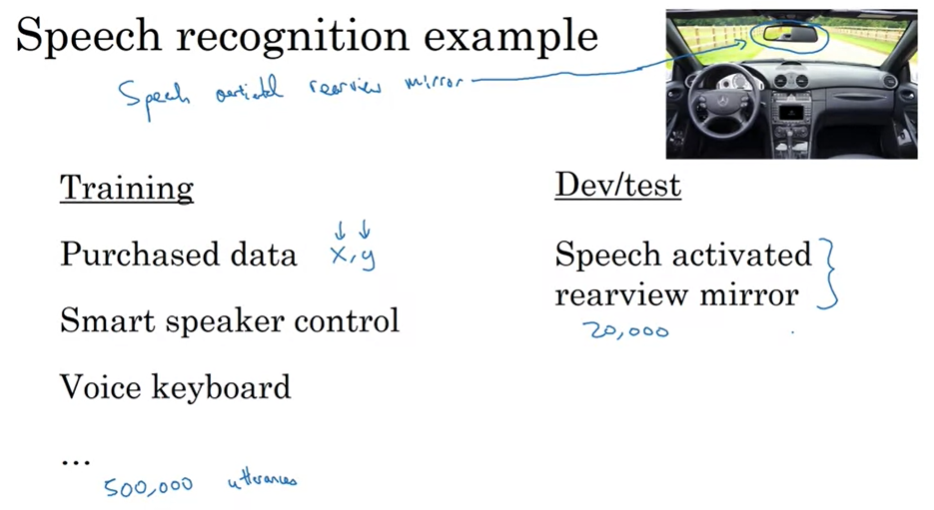 Speech recognition example
Speech activated rearview mirror
Training
Purchased data x, y
Smart speaker control
Voice keyboard
...
500,000 utterances
Dev/test
Speech activated
rearview mirror
20,000